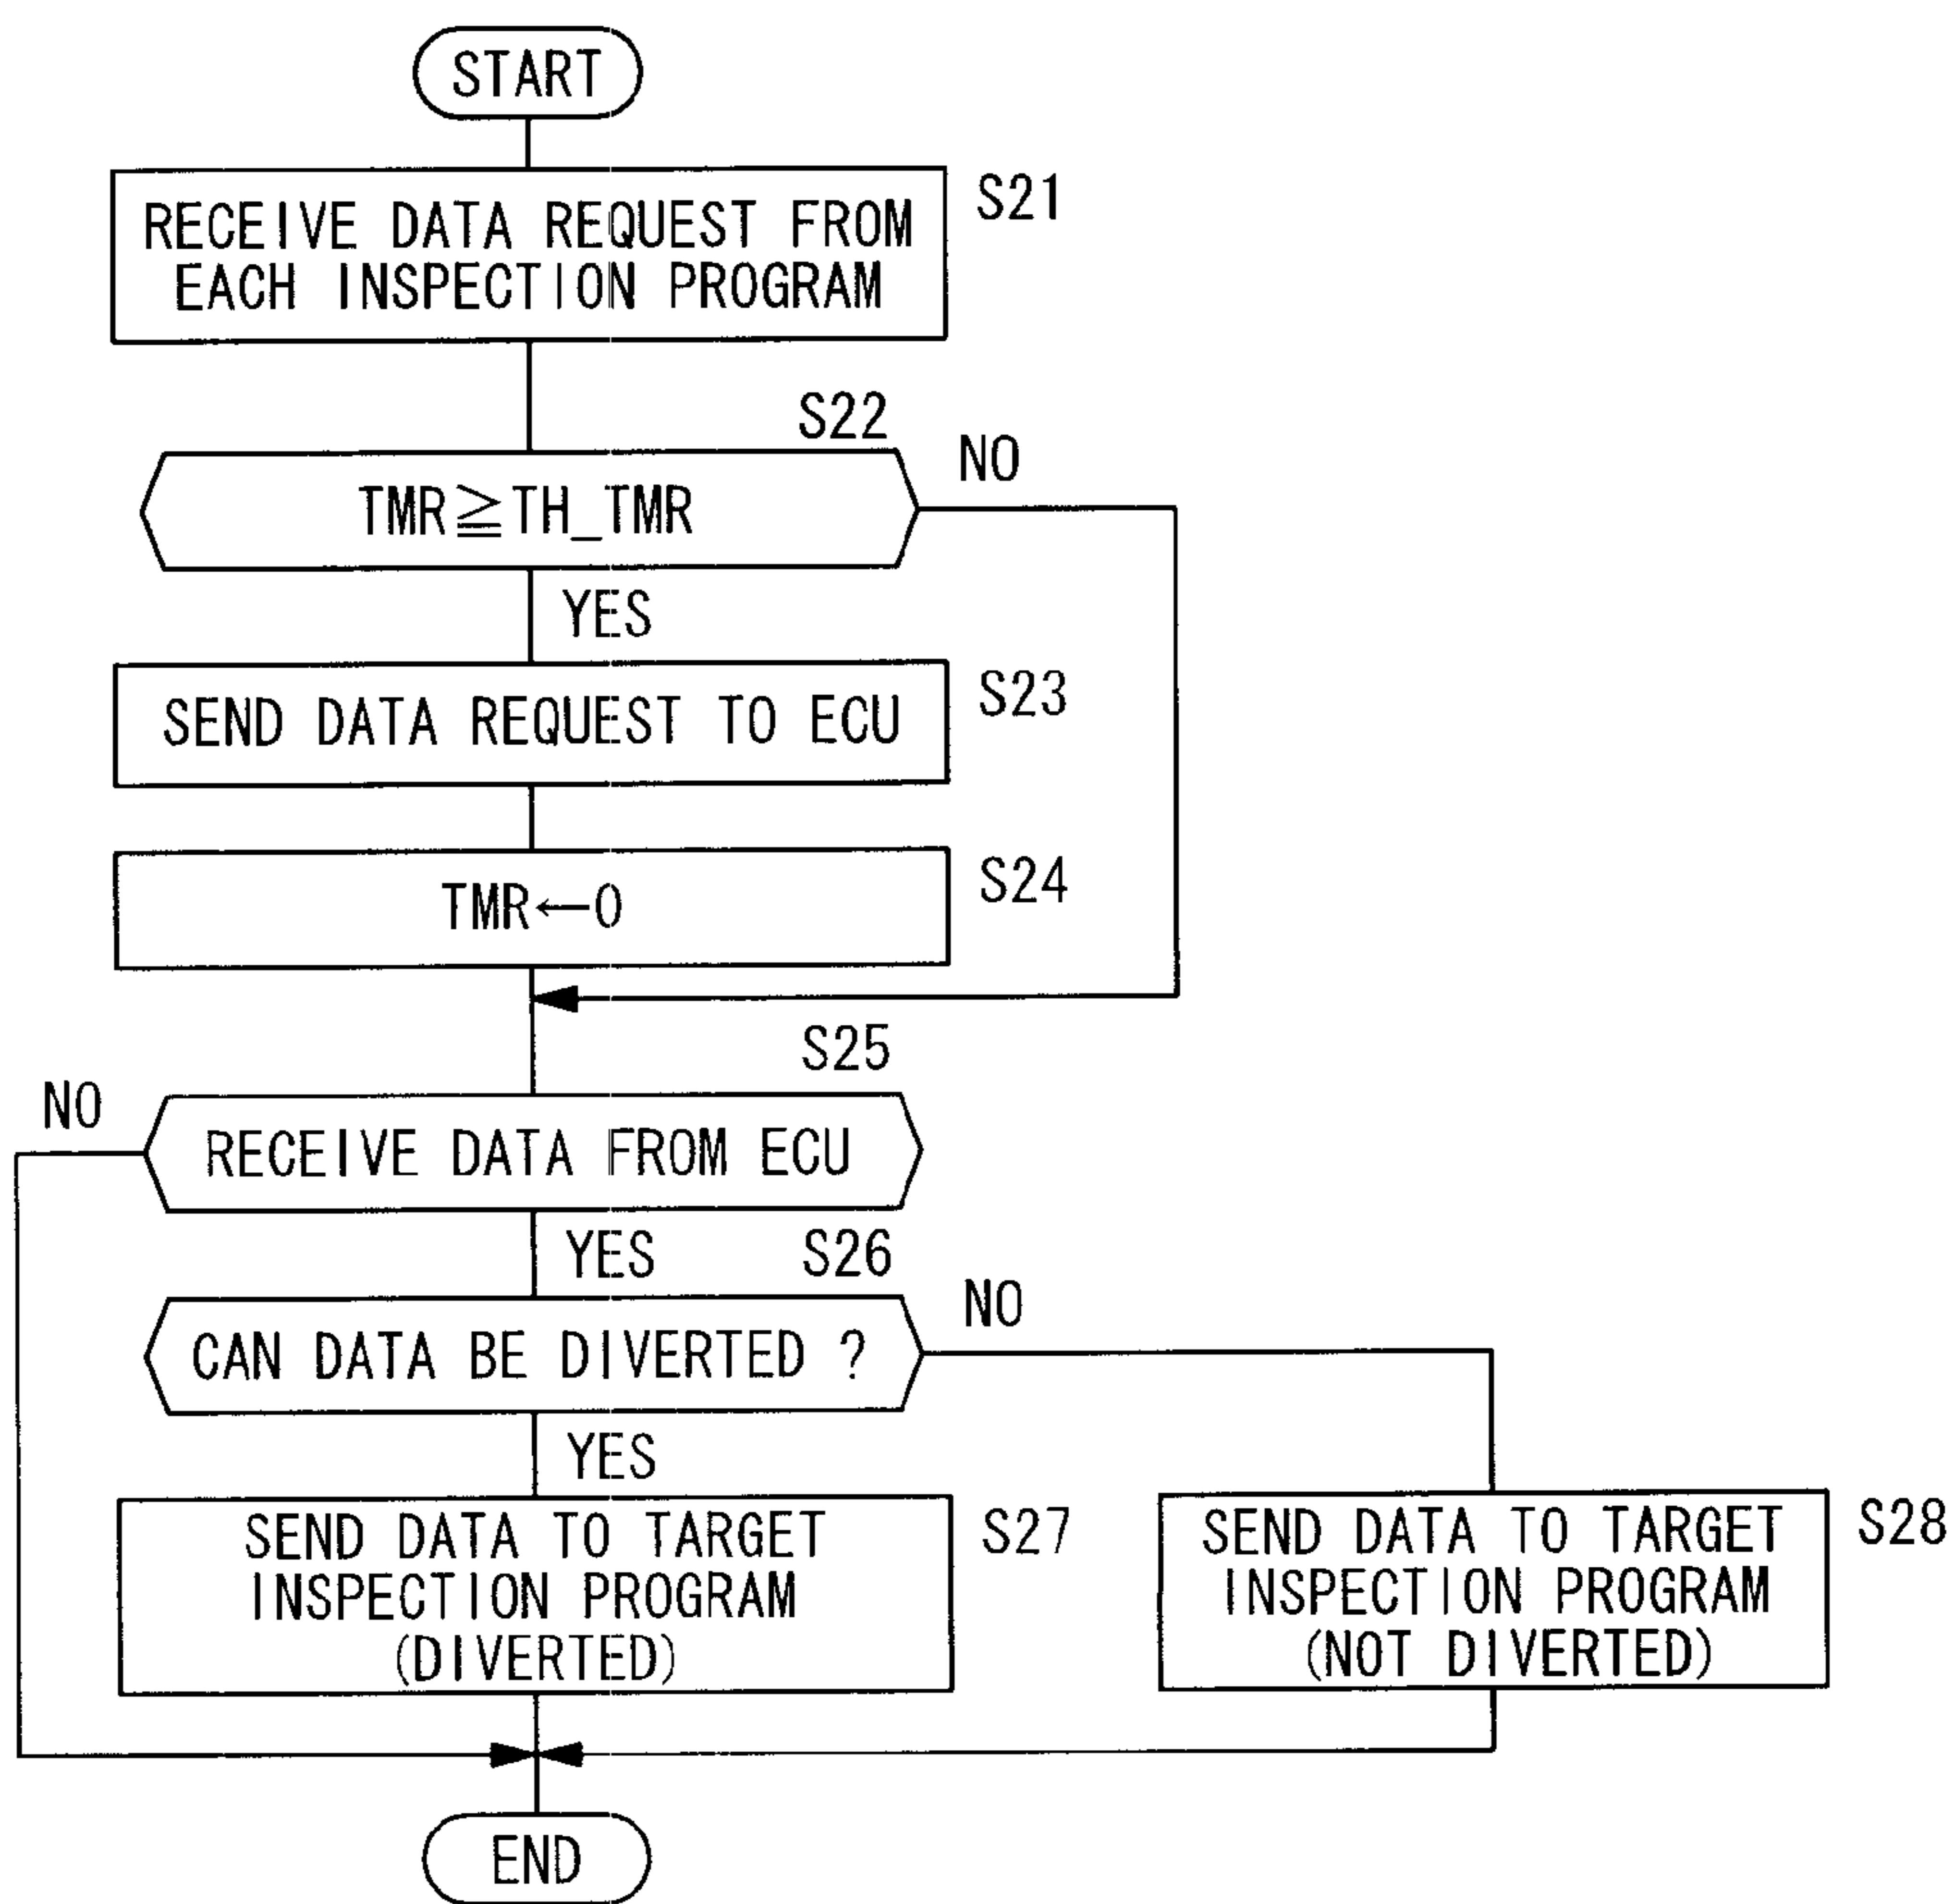 START
RECEIVE DATA REQUEST FROM
EACH INSPECTION PROGRAM
S21
S22
TMR≧TH_TMR
NO
YES
SEND DATA REQUEST TO ECU
S23
TMR←0
S24
S25
NO
RECEIVE DATA FROM ECU
YES
S26
CAN DATA BE DIVERTED ?
NO
YES
SEND DATA TO TARGET
INSPECTION PROGRAM
(DIVERTED)
S27
SEND DATA TO TARGET
INSPECTION PROGRAM
(NOT DIVERTED)
S28
END